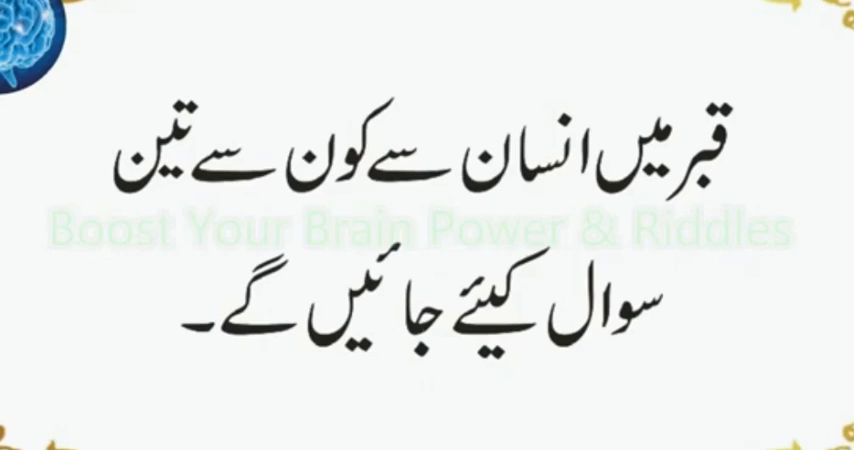 قبر میں انسان سے کون سے تین
Boost Your Brain Power & Riddles
سوال کیئے جائیں گے۔